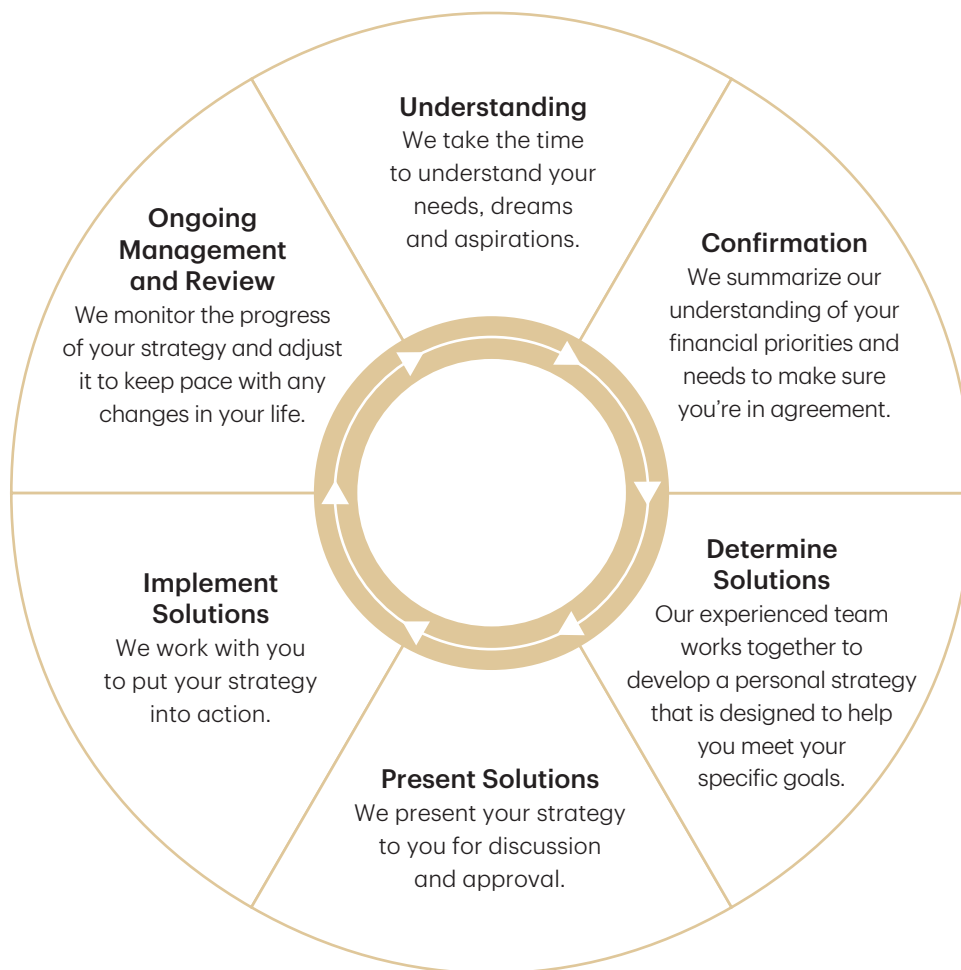 Understanding
We take the time
to understand your
needs, dreams
and aspirations.
Confirmation
We summarize our
understanding of your
financial priorities and
needs to make sure
you're in agreement.
Determine
Solutions
Our experienced team
works together to
develop a personal strategy
that is designed to help
you meet your
specific goals.
Present Solutions
We present your strategy
to you for discussion
and approval.
Implement
Solutions
We work with you
to put your strategy
into action.
Ongoing
Management
and Review
We monitor the progress
of your strategy and adjust
it to keep pace with any
changes in your life.